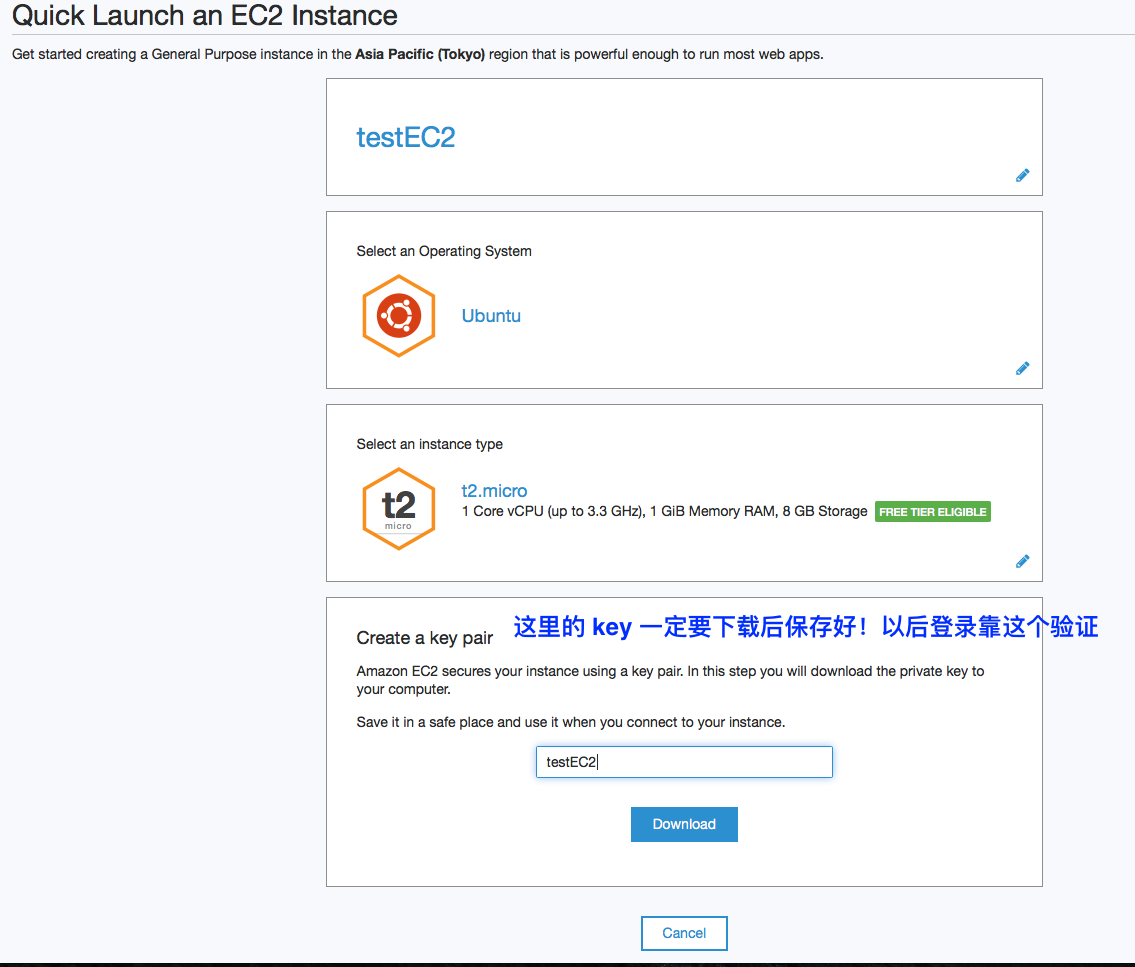 Quick Launch an EC2 Instance
Get started creating a General Purpose instance in the Asia Pacific (Tokyo) region that is powerful enough to run most web apps.
testEC2
Select an Operating System
Ubuntu
Select an instance type
t2
micro
t2.micro
1 Core vCPU (up to 3.3 GHz), 1 GiB Memory RAM, 8 GB Storage FREE TIER ELIGIBLE
这里的 key 一定要下载后保存好！以后登录靠这个验证
Create a key pair
Amazon EC2 secures your instance using a key pair. In this step you will download the private key to
your computer.
Save it in a safe place and use it when you connect to your instance.
testEC2
Download
Cancel